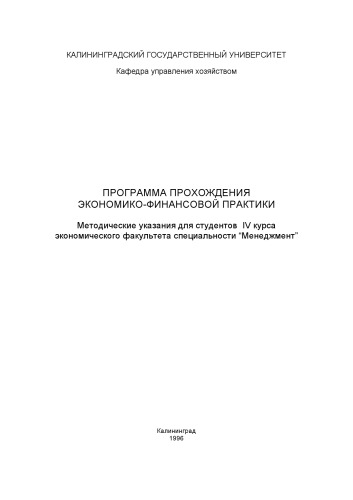 КАЛИНИНГРАДСКИЙ ГОСУДАРСТВЕННЫЙ УНИВЕРСИТЕТ
Кафедра управления хозяйством
ПРОГРАММА ПРОХОЖДЕНИЯ
ЭКОНОМИКО-ФИНАНСОВОЙ ПРАКТИКИ
Методические указания для студентов IV курса
экономического факультета специальности “Менеджмент”
Калининград
1996